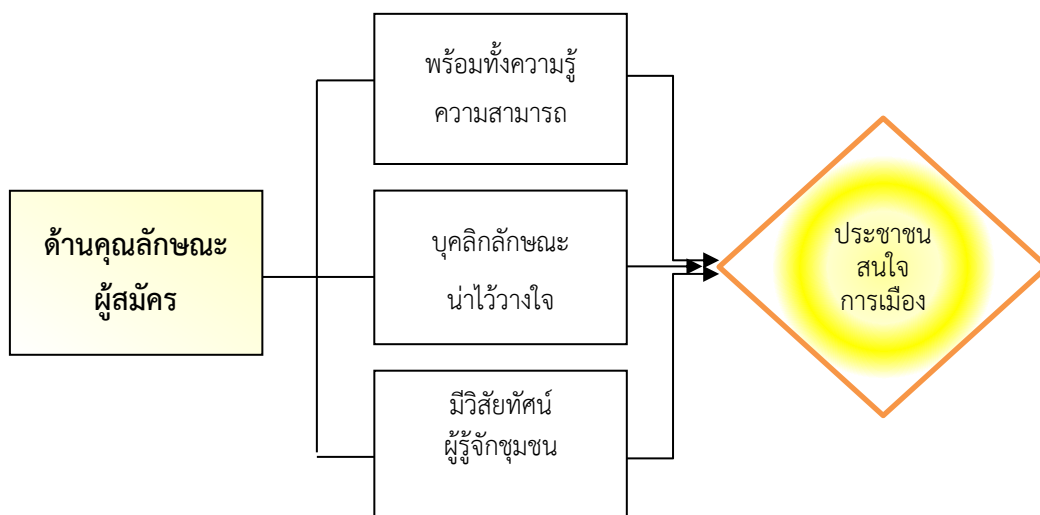 พร้อมทั้งความรู้
ความสามารถ
ด้านคุณลักษณะ
ผู้สมัคร
บุคลิกลักษณะ
น่าไว้วางใจ
มีวิสัยทัศน์
ผู้รู้จักชุมชน
ประชาชน
สนใจ
การเมือง